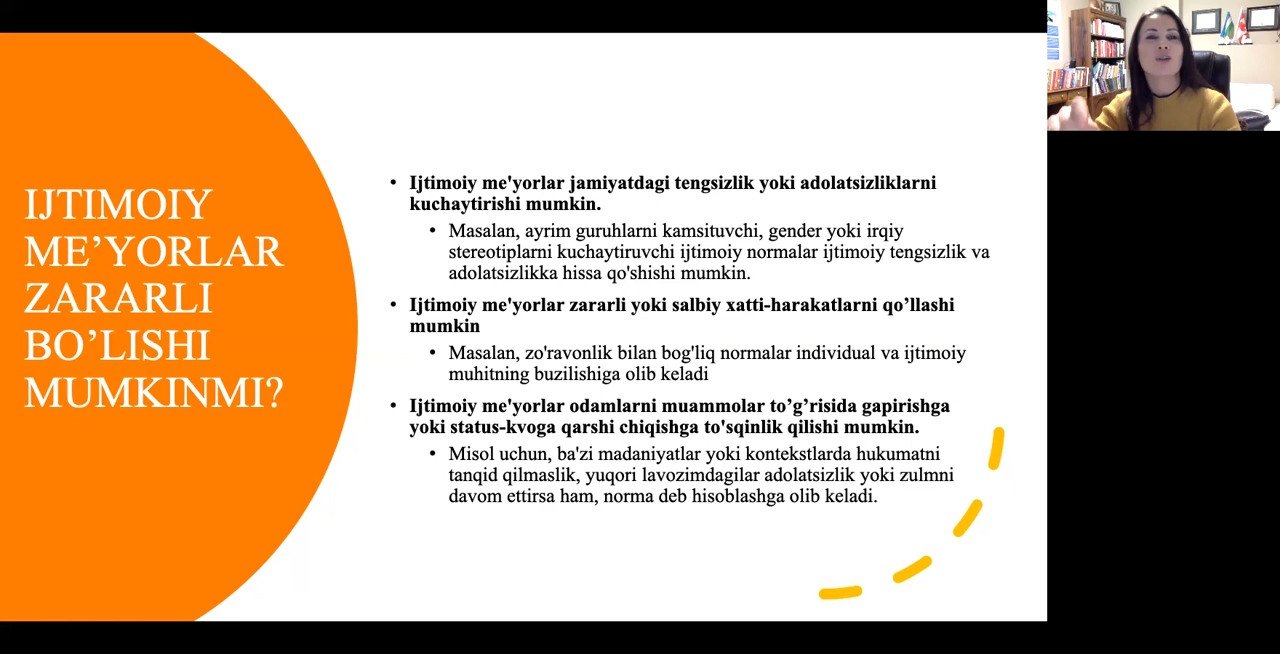 IJTIMOIY
ME’YORLAR
ZARARLI
BO’LISHI
MUMKINMI?
• Ijtimoiy me'yorlar jamiyatdagi tengsizlik yoki adolatsizliklarni
kuchaytirishi mumkin.
• Masalan, ayrim guruhlarni kamsituvchi, gender yoki irqiy
stereotiplarni kuchaytiruvchi ijtimoiy normalar ijtimoiy tengsizlik va
adolatsizlikka hissa qo'shishi mumkin.
• Ijtimoiy me'yorlar zararli yoki salbiy xatti-harakatlarni qo’llashi
mumkin
• Masalan, zo'ravonlik bilan bog'liq normalar individual va ijtimoiy
muhitning buzilishiga olib keladi
• Ijtimoiy me'yorlar odamlarni muammolar to’g’risida gapirishga
yoki status-kvoga qarshi chiqishga to'sqinlik qilishi mumkin.
• Misol uchun, ba'zi madaniyatlar yoki kontekstlarda hukumatni
tanqid qilmaslik, yuqori lavozimdagilar adolatsizlik yoki zulmni
davom ettirsa ham, norma deb hisoblashga olib keladi.